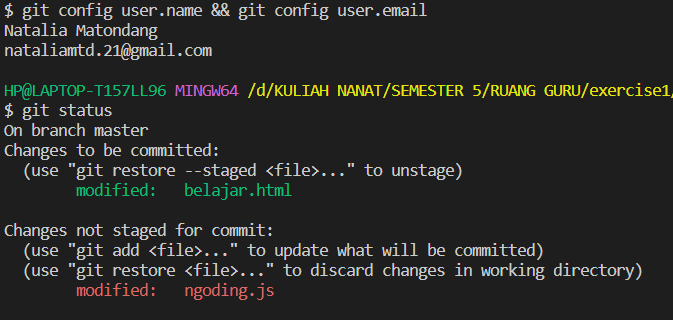 $ git config user.name && git config user.email
Natalia Matondang
nataliamtd.21@gmail.com
HP@LAPTOP-T157LL96 MINGW64 /d/KULIAH NANAT/SEMESTER 5/RUANG GURU/exercise1/
$ git status
On branch master
Changes to be committed:
(use "git restore --staged <file>..." to unstage)
modified: belajar.html
Changes not staged for commit:
(use "git add <file>..." to update what will be committed)
(use "git restore <file>..." to discard changes in working directory)
modified: ngoding.js